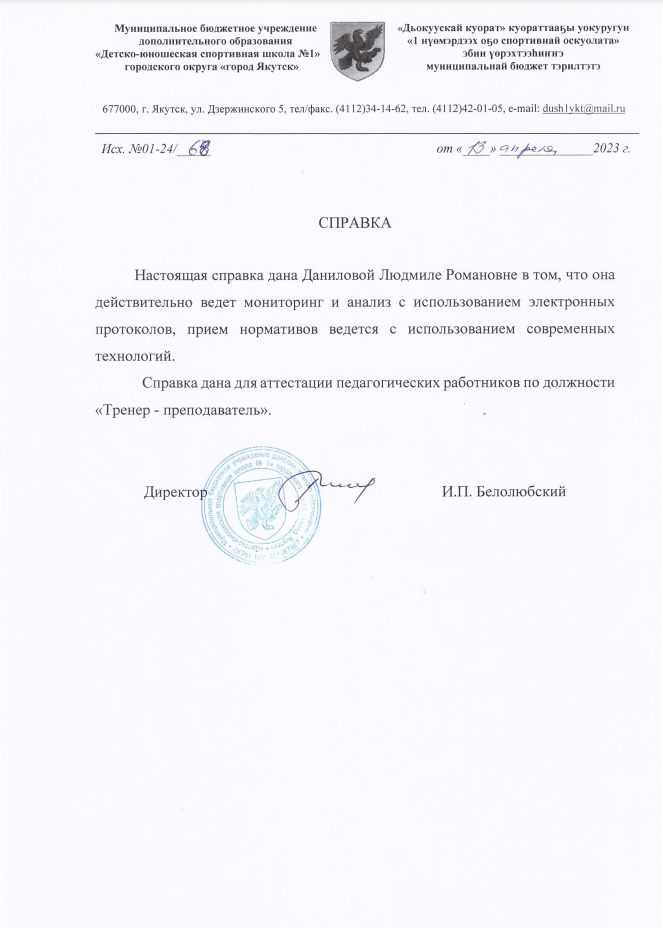 Муниципальное бюджетное учреждение
дополнительного образования
«Детско-юношеская спортивная школа №1»
городского округа «город Якутск»
«Дьокуускай куорат» куораттааҕы уокуругун
«1 нүөмэрдээх оҕо спортивнай оскуолата»
эбии үөрэхтээһиҥҥэ
муниципальнай бюджет тэрилтэтэ
677000, г. Якутск, ул. Дзержинского 5, тел/факс. (4112)34-14-62, тел. (4112)42-01-05, e-mail: dush1ykt@mail.ru
Исх. №01-24/ 68 от « 13 » апреля 2023 г.
СПРАВКА
Настоящая справка дана Даниловой Людмиле Романовне в том, что она
действительно ведет мониторинг и анализ с использованием электронных
протоколов, прием нормативов ведется с использованием современных
технологий.
Справка дана для аттестации педагогических работников по должности
«Тренер - преподаватель».
Директор И.П. Белолюбский